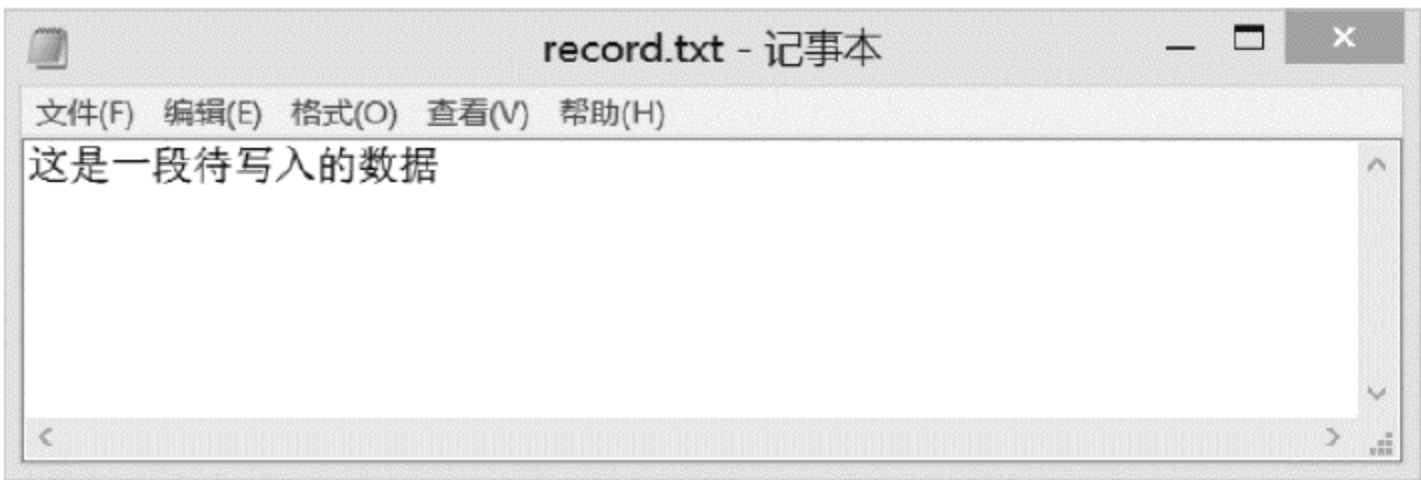 record.txt - 记事本
文件(F) 编辑(E) 格式(O) 查看(V) 帮助(H)
这是一段待写入的数据